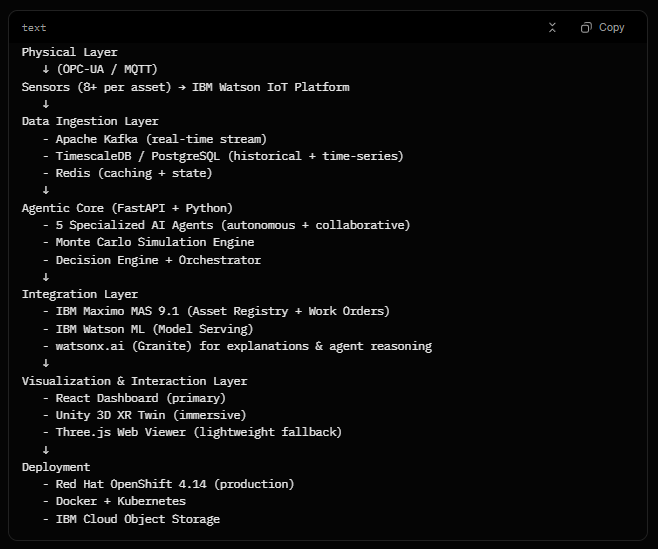 text
Copy
Physical Layer
↓ (OPC-UA / MQTT)
Sensors (8+ per asset) → IBM Watson IoT Platform
↓
Data Ingestion Layer
- Apache Kafka (real-time stream)
- TimescaleDB / PostgreSQL (historical + time-series)
- Redis (caching + state)
↓
Agentic Core (FastAPI + Python)
- 5 Specialized AI Agents (autonomous + collaborative)
- Monte Carlo Simulation Engine
- Decision Engine + Orchestrator
↓
Integration Layer
- IBM Maximo MAS 9.1 (Asset Registry + Work Orders)
- IBM Watson ML (Model Serving)
- watsonx.ai (Granite) for explanations & agent reasoning
↓
Visualization & Interaction Layer
- React Dashboard (primary)
- Unity 3D XR Twin (immersive)
- Three.js Web Viewer (lightweight fallback)
↓
Deployment
- Red Hat OpenShift 4.14 (production)
- Docker + Kubernetes
- IBM Cloud Object Storage